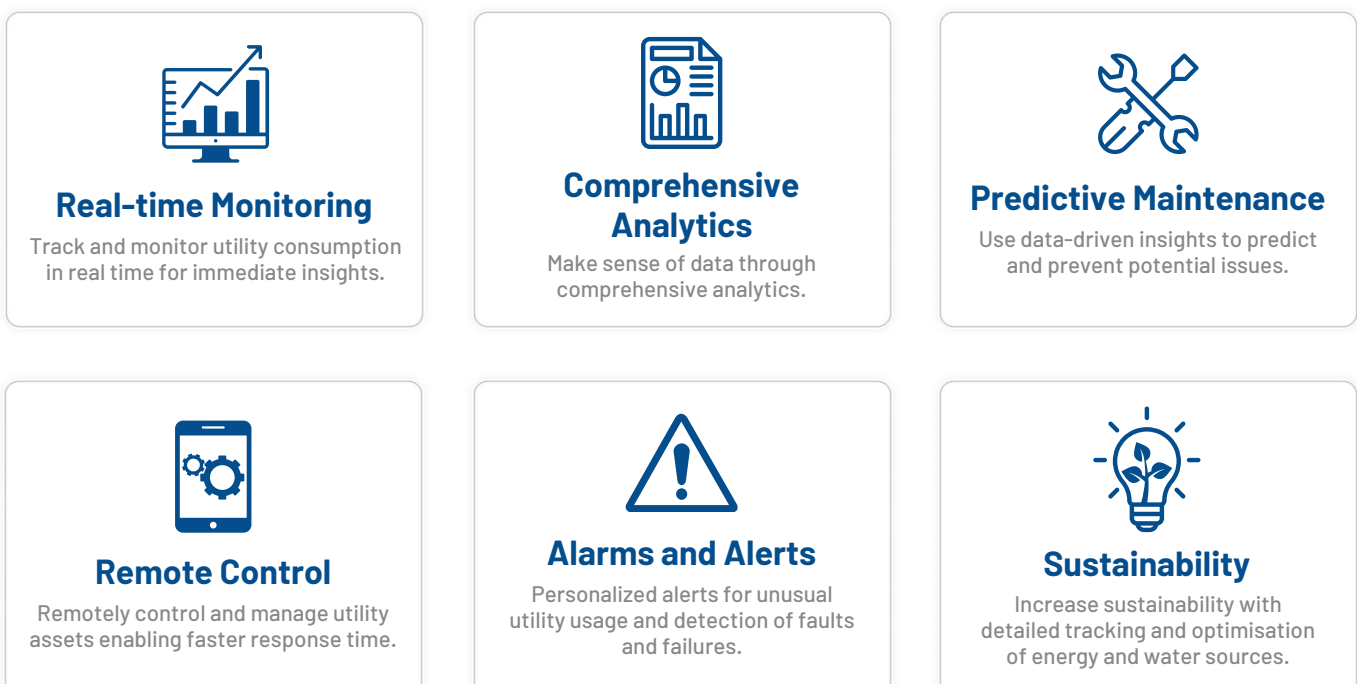 Real-time Monitoring
Track and monitor utility consumption
in real time for immediate insights.
Comprehensive
Analytics
Make sense of data through
comprehensive analytics.
Predictive Maintenance
Use data-driven insights to predict
and prevent potential issues.
Remote Control
Remotely control and manage utility
assets enabling faster response time.
Alarms and Alerts
Personalized alerts for unusual
utility usage and detection of faults
and failures.
Sustainability
Increase sustainability with
detailed tracking and optimisation
of energy and water sources.